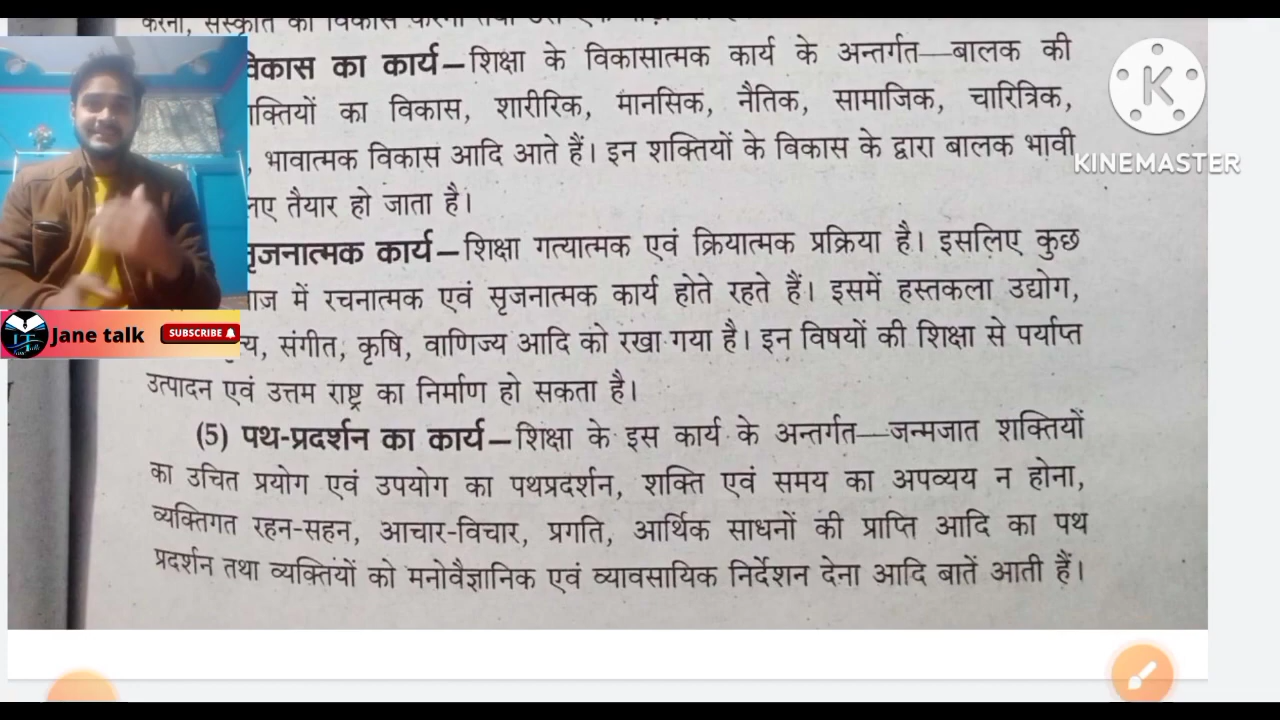 करना, संस्कृति का विकास करना तथा उसे एक
विकास का कार्य–शिक्षा के विकासात्मक कार्य के अन्तर्गत—बालक की
क्तियों का विकास, शारीरिक, मानसिक, नैतिक, सामाजिक, चारित्रिक,
, भावात्मक विकास आदि आते हैं। इन शक्तियों के विकास के द्वारा बालक भावी
लए तैयार हो जाता है।
सृजनात्मक कार्य–शिक्षा गत्यात्मक एवं क्रियात्मक प्रक्रिया है। इसलिए कुछ
ाज में रचनात्मक एवं सृजनात्मक कार्य होते रहते हैं। इसमें हस्तकला उद्योग,
त्य, संगीत, कृषि, वाणिज्य आदि को रखा गया है। इन विषयों की शिक्षा से पर्याप्त
उत्पादन एवं उत्तम राष्ट्र का निर्माण हो सकता है।
(5) पथ-प्रदर्शन का कार्य–शिक्षा के इस कार्य के अन्तर्गत—जन्मजात शक्तियों
का उचित प्रयोग एवं उपयोग का पथप्रदर्शन, शक्ति एवं समय का अपव्यय न होना,
व्यक्तिगत रहन-सहन, आचार-विचार, प्रगति, आर्थिक साधनों की प्राप्ति आदि का पथ
प्रदर्शन तथा व्यक्तियों को मनोवैज्ञानिक एवं व्यावसायिक निर्देशन देना आदि बातें आती हैं।
Jane talk
SUBSCRIBE
K
KINEMASTER